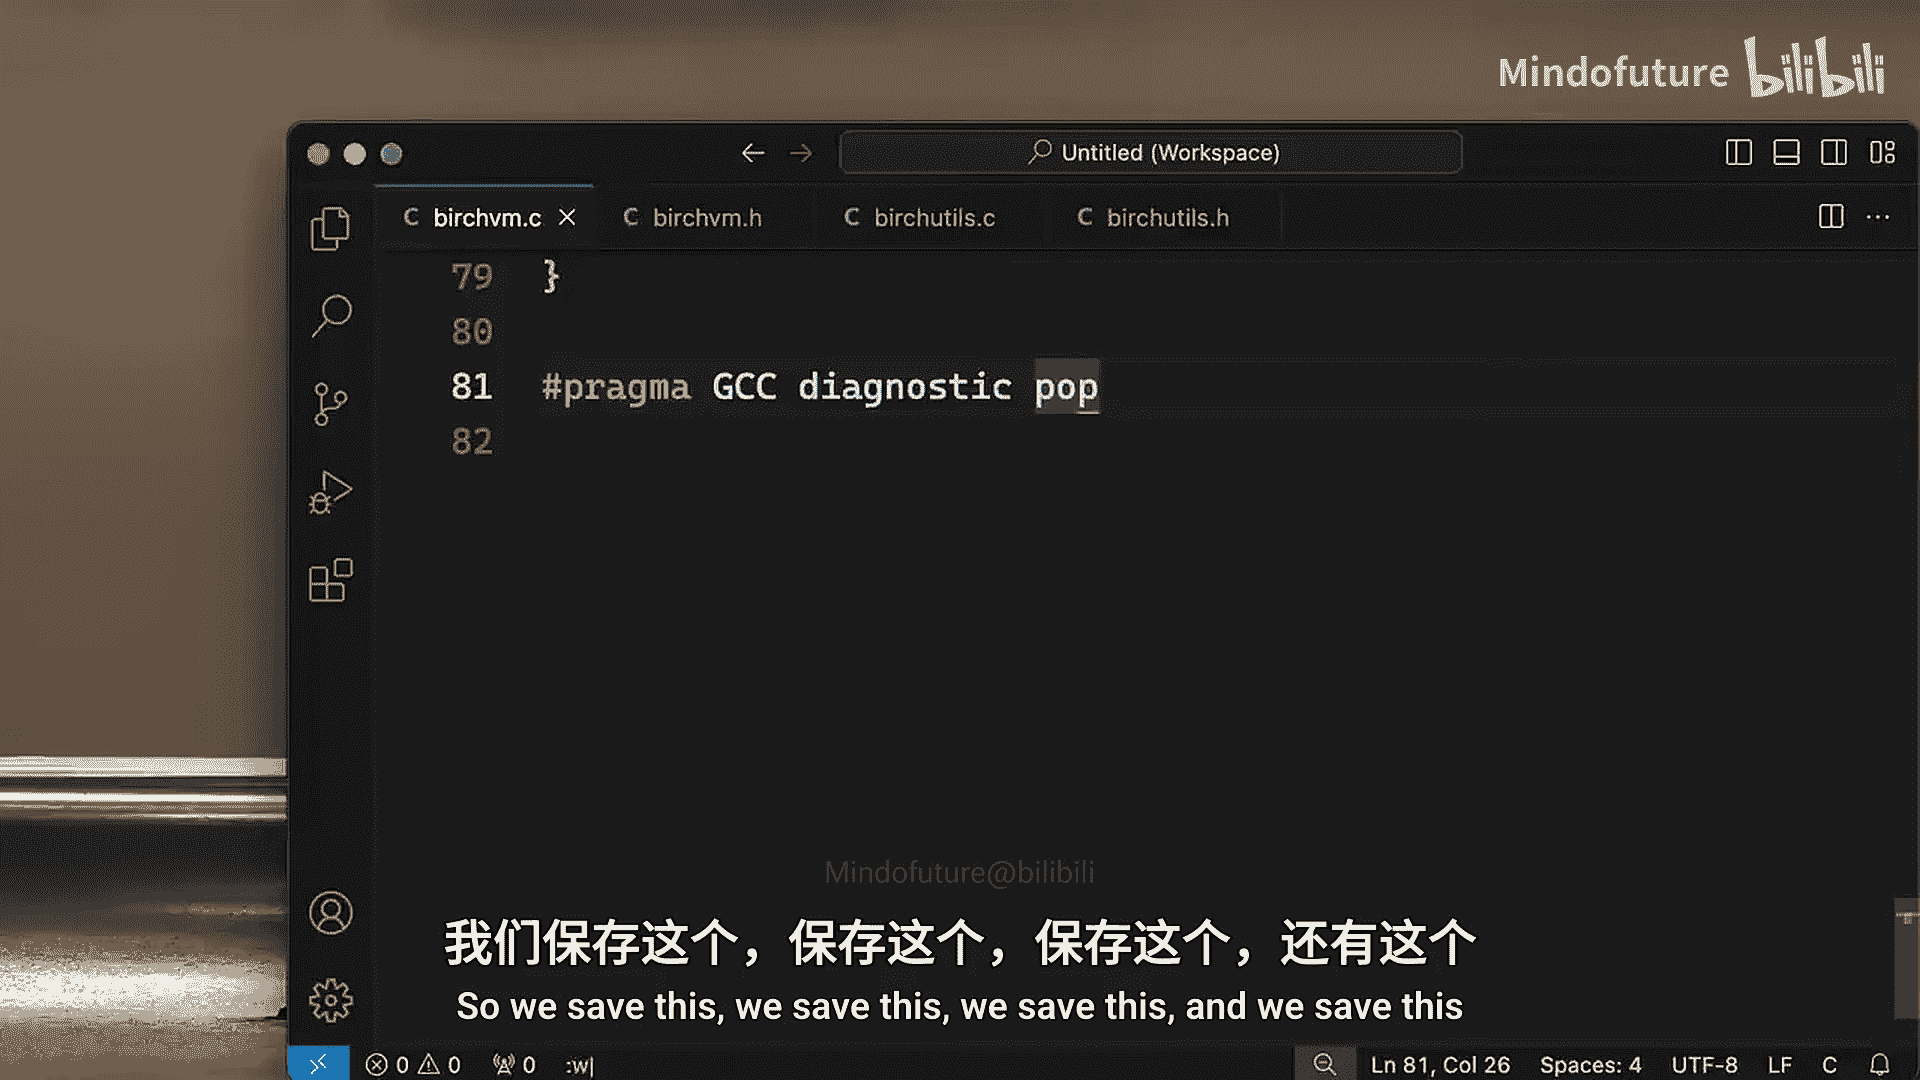 Mindofuture bilibili
Untitled (Workspace)
birchvm.c
birchvm.h
birchutils.c
birchutils.h
79 }
80
81 #pragma GCC diagnostic pop
82
Mindofuture@bilibili
我们保存这个，保存这个，保存这个，还有这个
So we save this, we save this, we save this, and we save this
0 0 0 :w Ln 81, Col 26 Spaces: 4 UTF-8 LF C